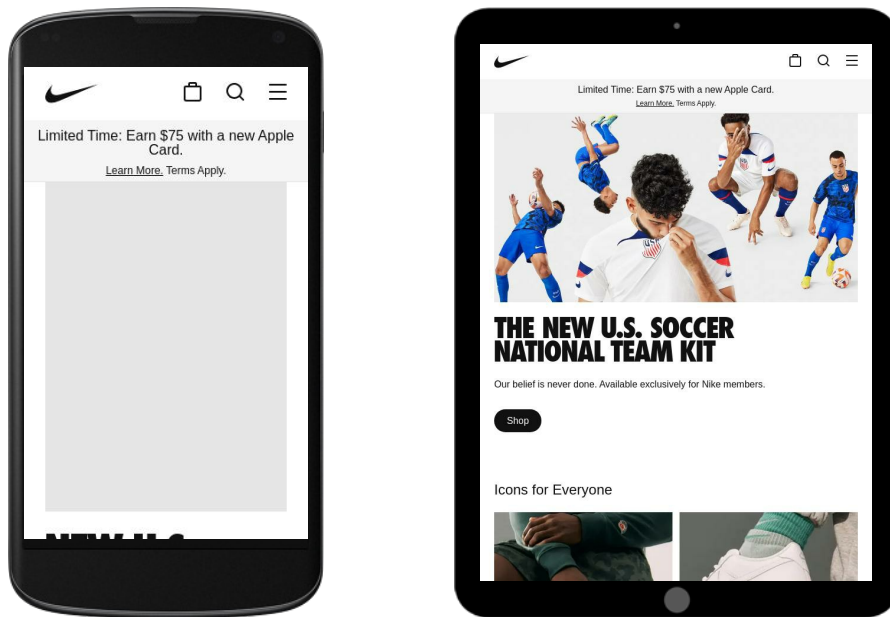 Limited Time: Earn $75 with a new Apple
Card.
Learn More. Terms Apply.
NEW U.S.
Limited Time: Earn $75 with a new Apple Card.
Learn More. Terms Apply.
THE NEW U.S. SOCCER
NATIONAL TEAM KIT
Our belief is never done. Available exclusively for Nike members.
Shop
Icons for Everyone